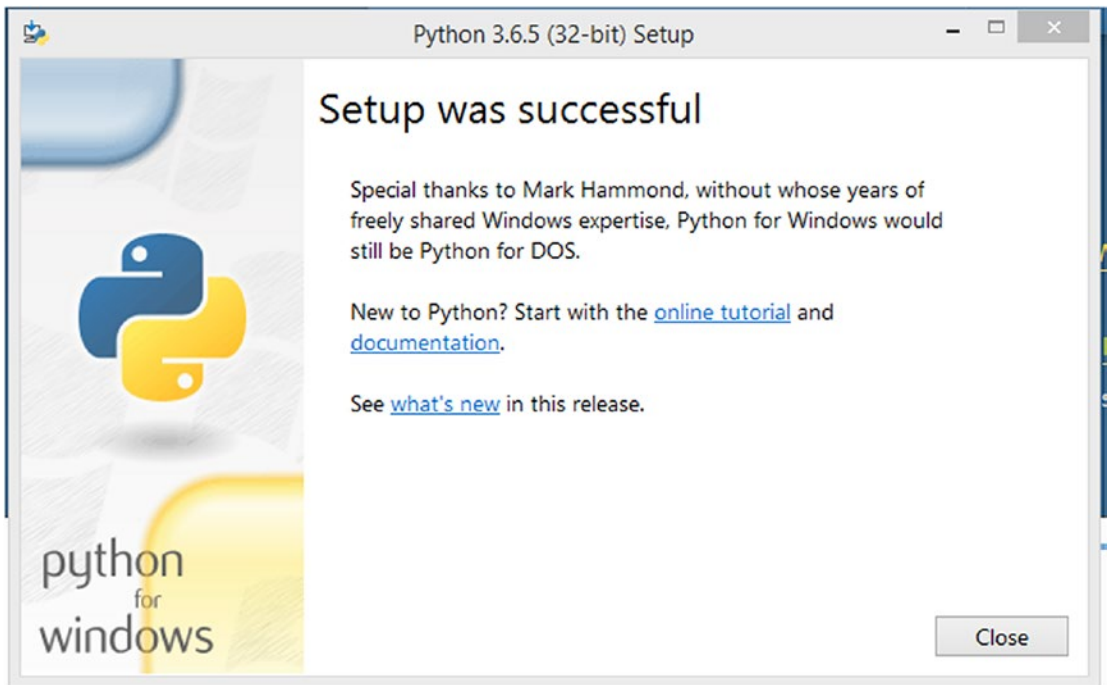 Python 3.6.5 (32-bit) Setup
Setup was successful
Special thanks to Mark Hammond, without whose years of
freely shared Windows expertise, Python for Windows would
still be Python for DOS.
New to Python? Start with the online tutorial and
documentation.
See what's new in this release.
python
for
windows
Close